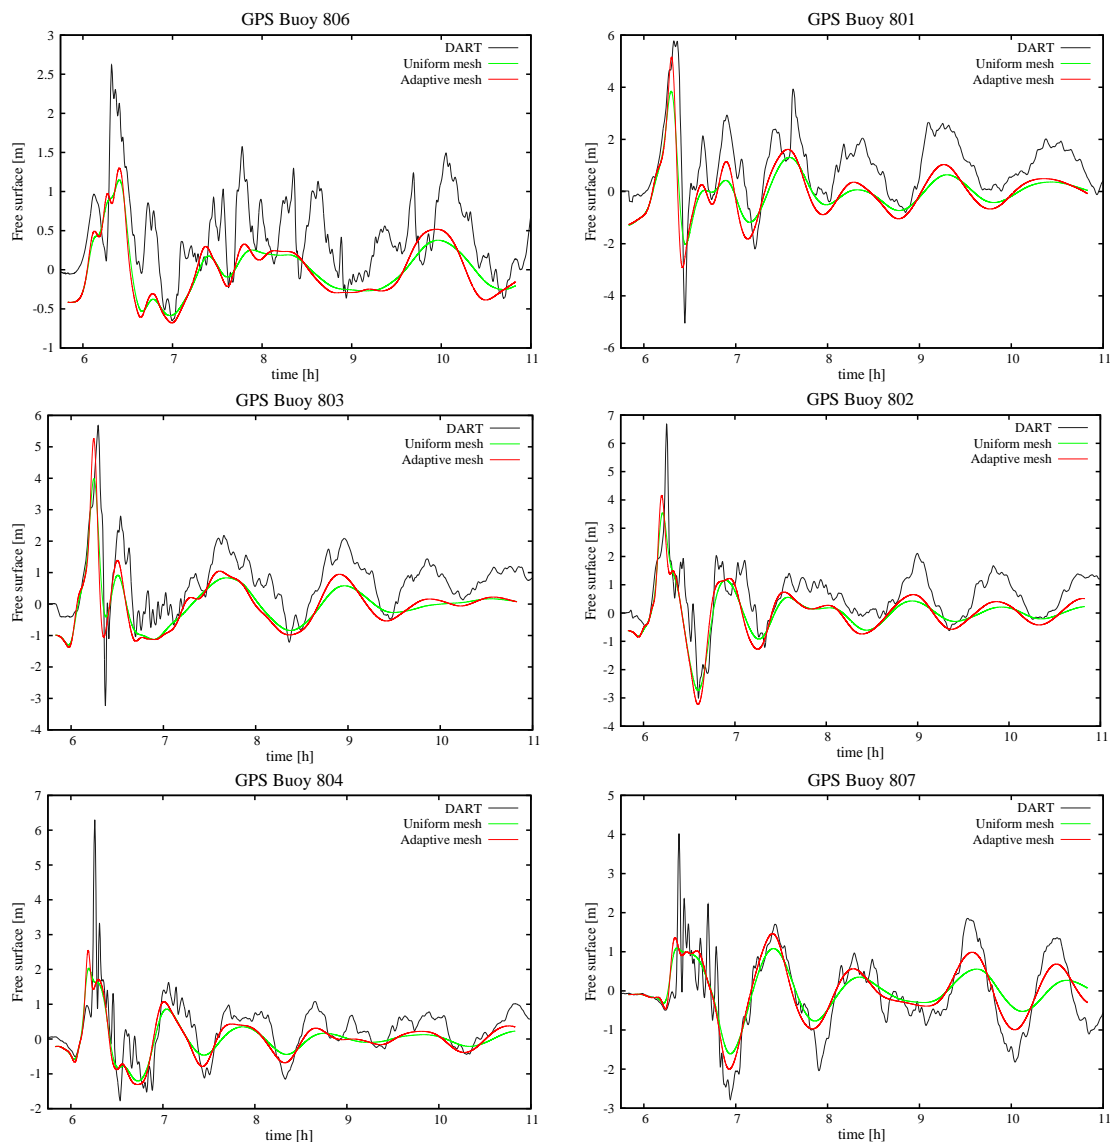 GPS Buoy 806
3
2.5
2
1.5
1
0.5
0
-0.5
-1
6 7 8 9 10 11
Free surface [m]
time [h]
DART
Uniform mesh
Adaptive mesh
GPS Buoy 801
6
4
2
0
-2
-4
-6
6 7 8 9 10 11
Free surface [m]
time [h]
DART
Uniform mesh
Adaptive mesh
GPS Buoy 803
6
5
4
3
2
1
0
-1
-2
-3
-4
6 7 8 9 10 11
Free surface [m]
time [h]
DART
Uniform mesh
Adaptive mesh
GPS Buoy 802
7
6
5
4
3
2
1
0
-1
-2
-3
-4
6 7 8 9 10 11
Free surface [m]
time [h]
DART
Uniform mesh
Adaptive mesh
GPS Buoy 804
7
6
5
4
3
2
1
0
-1
-2
6 7 8 9 10 11
Free surface [m]
time [h]
DART
Uniform mesh
Adaptive mesh
GPS Buoy 807
5
4
3
2
1
0
-1
-2
-3
6 7 8 9 10 11
Free surface [m]
time [h]
DART
Uniform mesh
Adaptive mesh